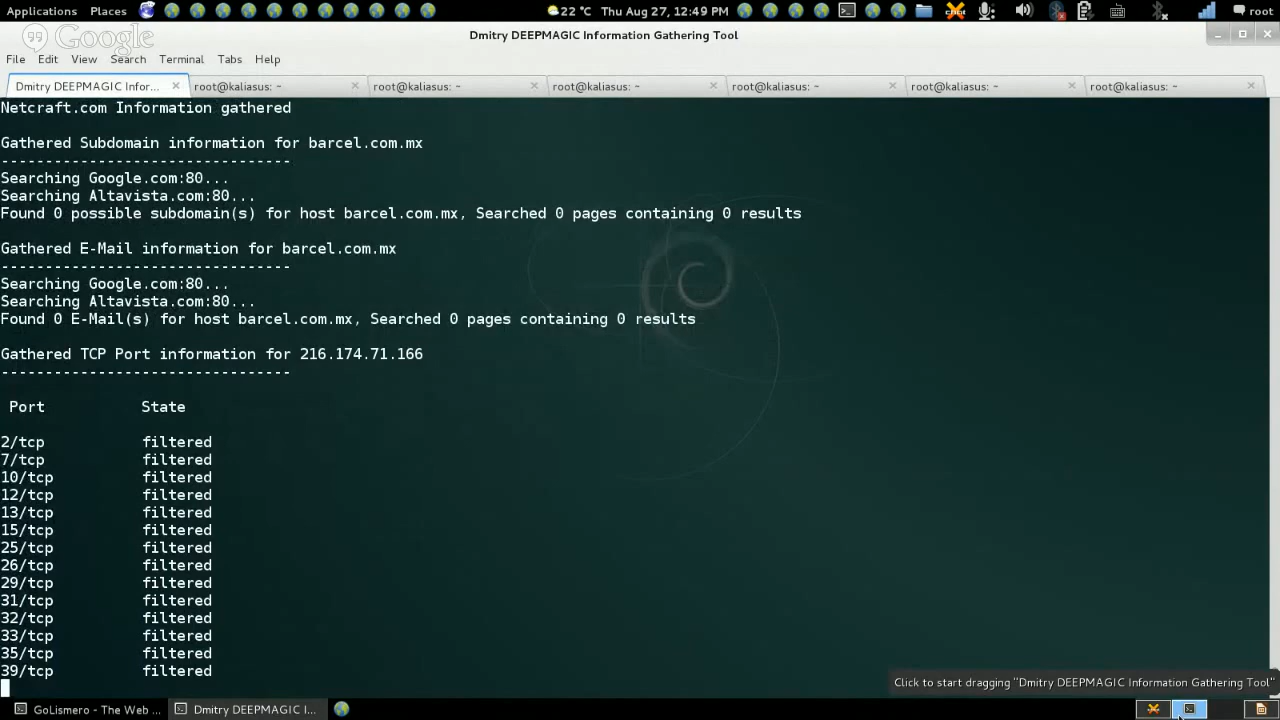 Applications Places 22 °C Thu Aug 27, 12:49 PM root
Google
Dmitry DEEPMAGIC Information Gathering Tool
File Edit View Search Terminal Tabs Help
Dmitry DEEPMAGIC Infor... root@kaliasus: ~ root@kaliasus: ~ root@kaliasus: ~ root@kaliasus: ~ root@kaliasus: ~ root@kaliasus: ~
Netcraft.com Information gathered
Gathered Subdomain information for barcel.com.mx
---------------------------------
Searching Google.com:80...
Searching Altavista.com:80...
Found 0 possible subdomain(s) for host barcel.com.mx, Searched 0 pages containing 0 results
Gathered E-Mail information for barcel.com.mx
---------------------------------
Searching Google.com:80...
Searching Altavista.com:80...
Found 0 E-Mail(s) for host barcel.com.mx, Searched 0 pages containing 0 results
Gathered TCP Port information for 216.174.71.166
---------------------------------
Port State
2/tcp filtered
7/tcp filtered
10/tcp filtered
12/tcp filtered
13/tcp filtered
15/tcp filtered
25/tcp filtered
26/tcp filtered
29/tcp filtered
31/tcp filtered
32/tcp filtered
33/tcp filtered
35/tcp filtered
39/tcp filtered
Click to start dragging "Dmitry DEEPMAGIC Information Gathering Tool"
GoLismero - The Web ... Dmitry DEEPMAGIC I...